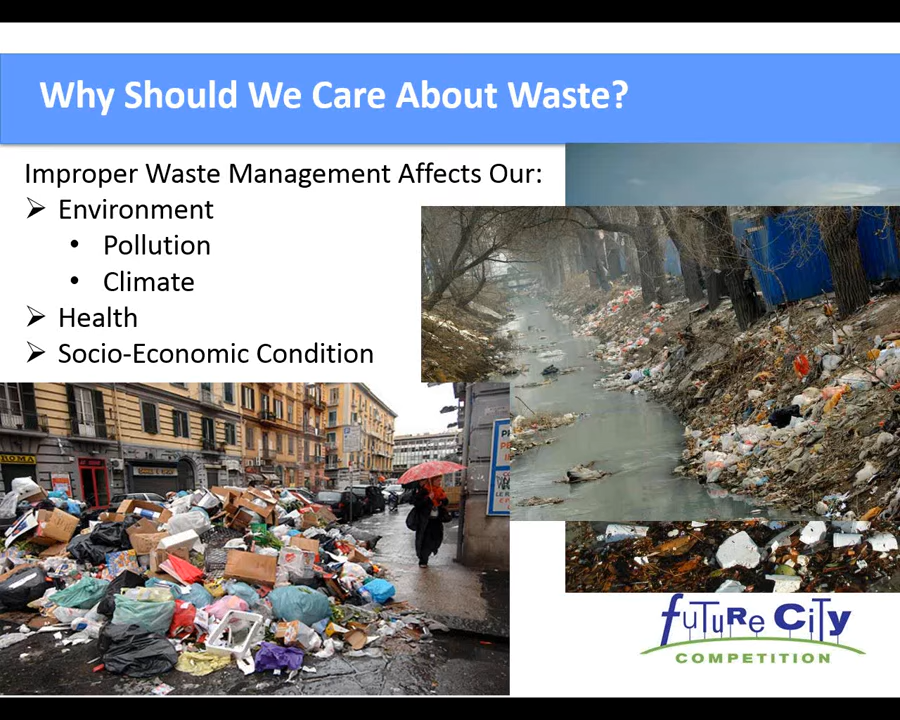 Why Should We Care About Waste?
Improper Waste Management Affects Our:
➢ Environment
• Pollution
• Climate
➢ Health
➢ Socio-Economic Condition
ROMA
FUTURE CITY
COMPETITION